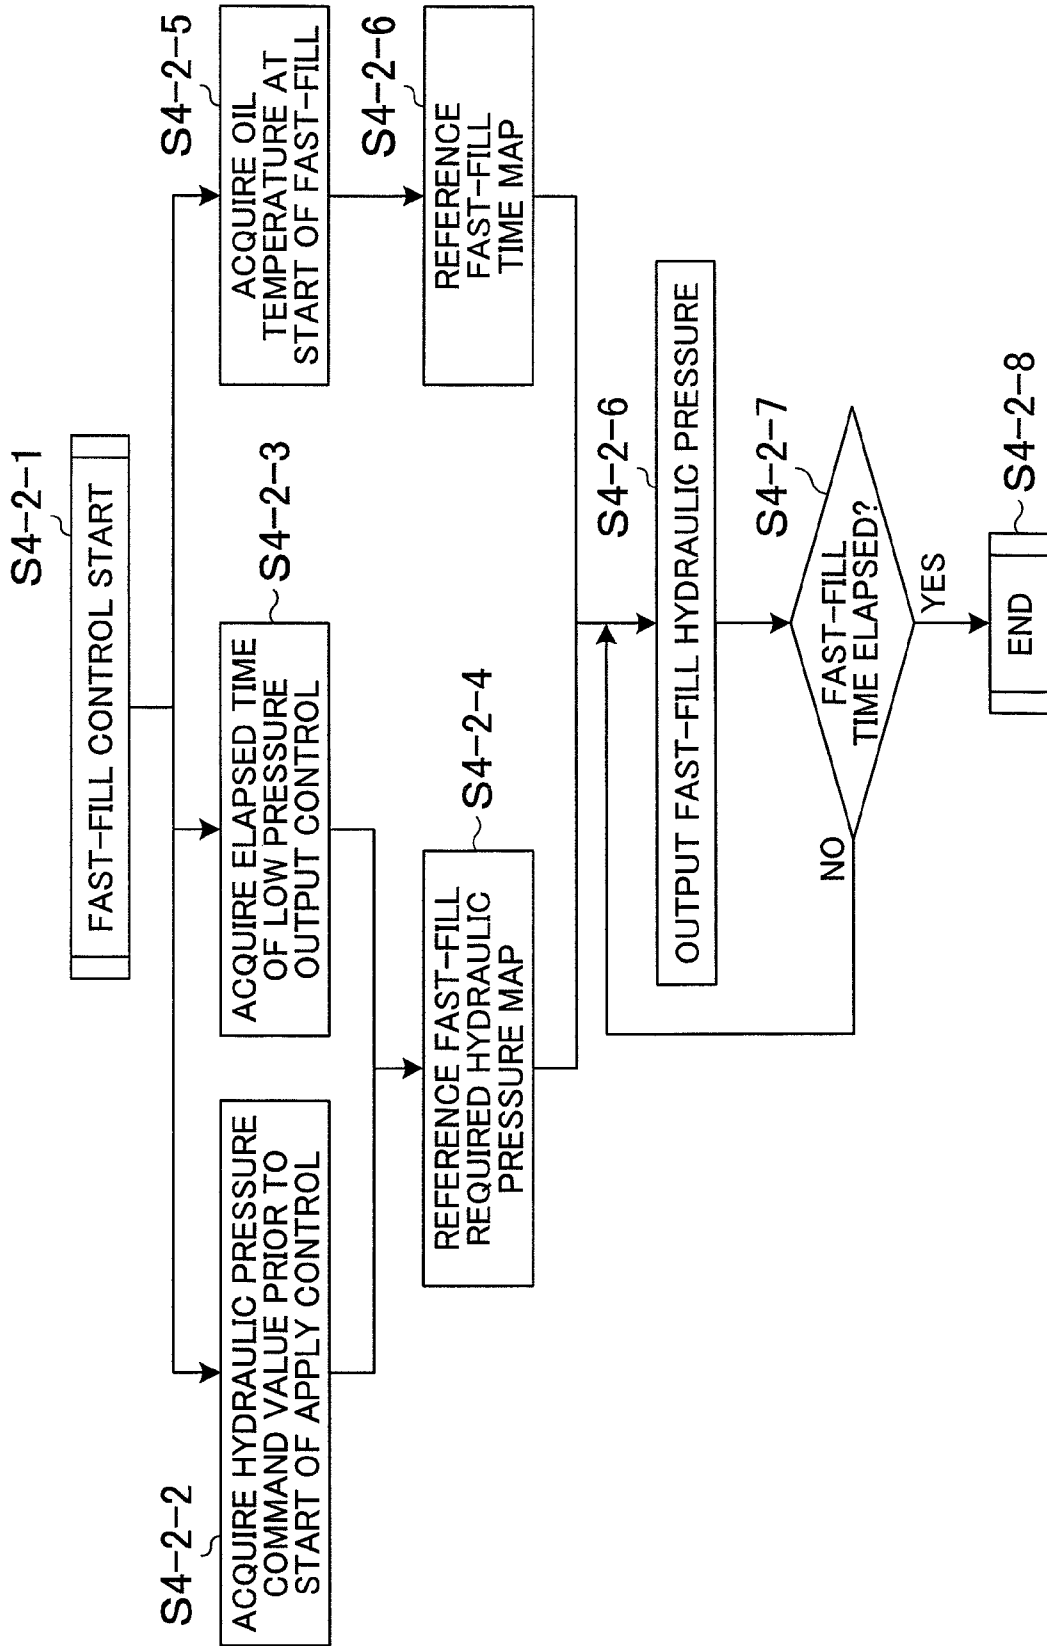 S4-2-1
FAST-FILL CONTROL START
S4-2-2
ACQUIRE HYDRAULIC PRESSURE
COMMAND VALUE PRIOR TO
START OF APPLY CONTROL
S4-2-3
ACQUIRE ELAPSED TIME
OF LOW PRESSURE
OUTPUT CONTROL
S4-2-5
ACQUIRE OIL
TEMPERATURE AT
START OF FAST-FILL
S4-2-4
REFERENCE FAST-FILL
REQUIRED HYDRAULIC
PRESSURE MAP
S4-2-6
REFERENCE
FAST-FILL
TIME MAP
S4-2-6
OUTPUT FAST-FILL HYDRAULIC PRESSURE
S4-2-7
FAST-FILL
TIME ELAPSED?
NO
YES
S4-2-8
END